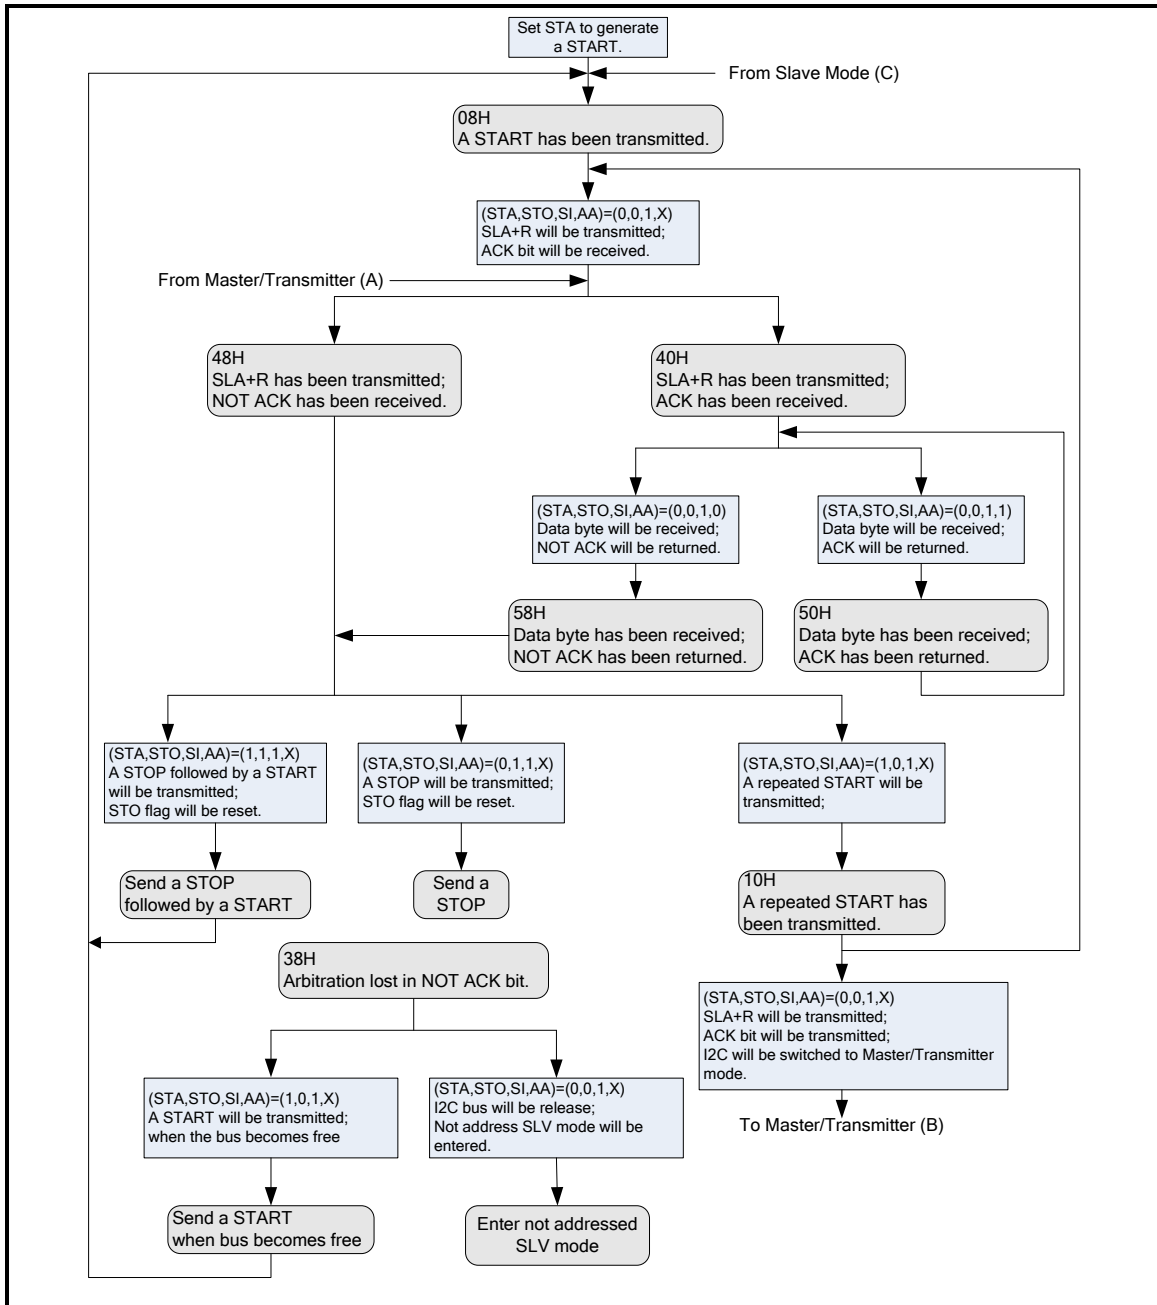 Set STA to generate
a START.
From Slave Mode (C)
08H
A START has been transmitted.
(STA,STO,SI,AA)=(0,0,1,X)
SLA+R will be transmitted;
ACK bit will be received.
From Master/Transmitter (A)
48H
SLA+R has been transmitted;
NOT ACK has been received.
40H
SLA+R has been transmitted;
ACK has been received.
(STA,STO,SI,AA)=(0,0,1,0)
Data byte will be received;
NOT ACK will be returned.
(STA,STO,SI,AA)=(0,0,1,1)
Data byte will be received;
ACK will be returned.
58H
Data byte has been received;
NOT ACK has been returned.
50H
Data byte has been received;
ACK has been returned.
(STA,STO,SI,AA)=(1,1,1,X)
A STOP followed by a START
will be transmitted;
STO flag will be reset.
(STA,STO,SI,AA)=(0,1,1,X)
A STOP will be transmitted;
STO flag will be reset.
(STA,STO,SI,AA)=(1,0,1,X)
A repeated START will be
transmitted;
Send a STOP
followed by a START
Send a
STOP
10H
A repeated START has
been transmitted.
38H
Arbitration lost in NOT ACK bit.
(STA,STO,SI,AA)=(0,0,1,X)
SLA+R will be transmitted;
ACK bit will be transmitted;
I2C will be switched to Master/Transmitter
mode.
(STA,STO,SI,AA)=(1,0,1,X)
A START will be transmitted;
when the bus becomes free
(STA,STO,SI,AA)=(0,0,1,X)
I2C bus will be release;
Not address SLV mode will be
entered.
To Master/Transmitter (B)
Send a START
when bus becomes free
Enter not addressed
SLV mode